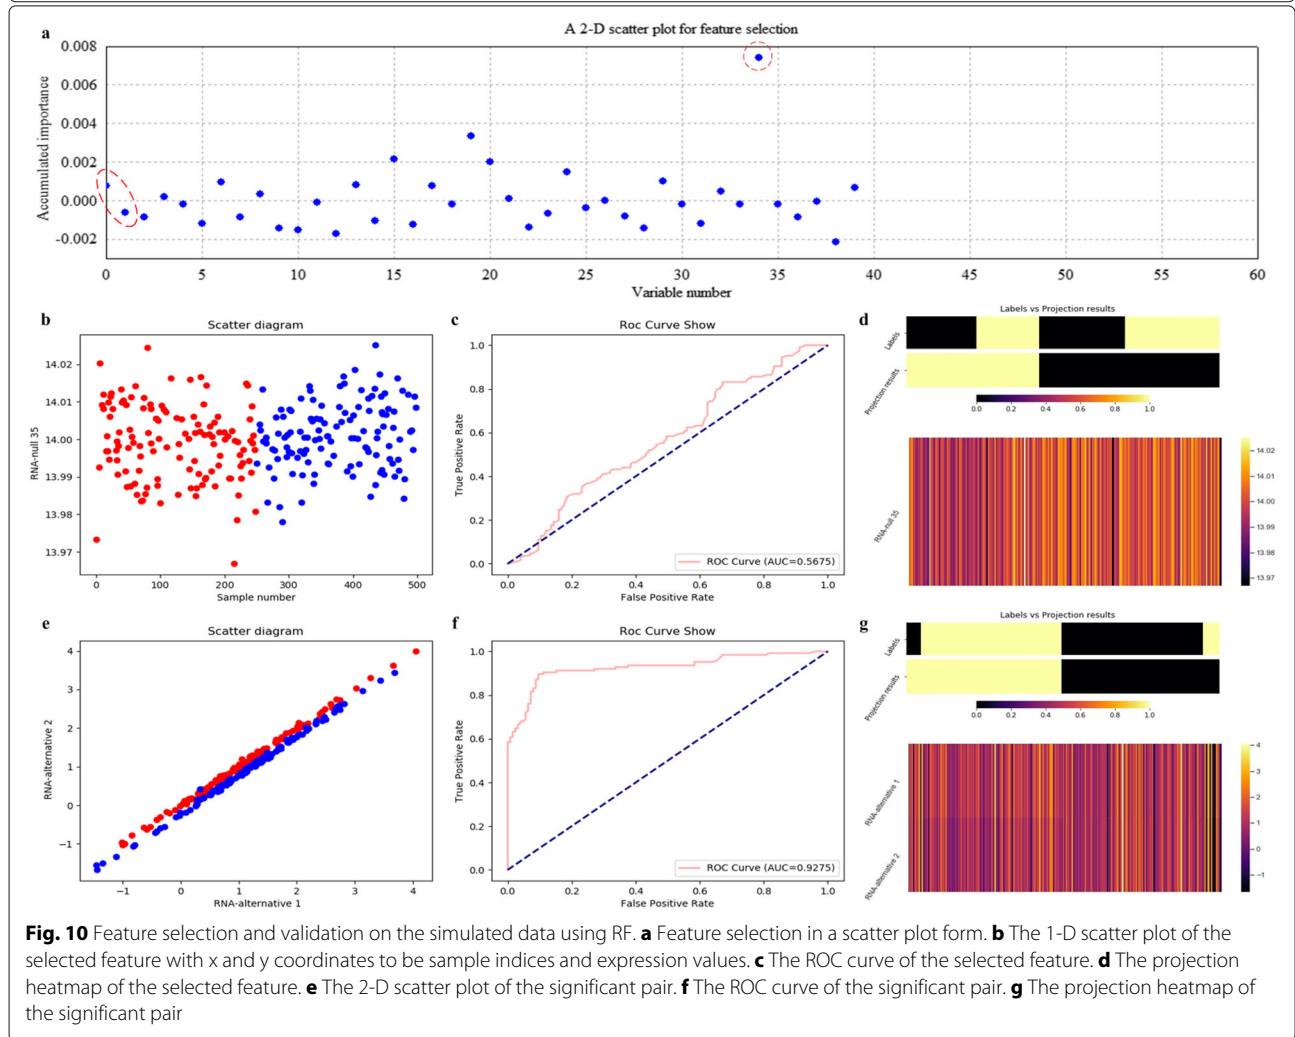 a
A 2-D scatter plot for feature selection
Accumulated importance
0.008
0.006
0.004
0.002
0.000
-0.002
0 5 10 15 20 25 30 35 40 45 50 55 60
Variable number
b
Scatter diagram
RNA-null 35
14.02
14.01
14.00
13.99
13.98
13.97
0 100 200 300 400 500
Sample number
c
Roc Curve Show
True Positive Rate
1.0
0.8
0.6
0.4
0.2
0.0
ROC Curve (AUC=0.5675)
0.0 0.2 0.4 0.6 0.8 1.0
False Positive Rate
d
Labels vs Projection results
Labels
Projection results
0.0 0.2 0.4 0.6 0.8 1.0
RNA-null 35
14.02
14.01
14.00
13.99
13.98
13.97
e
Scatter diagram
RNA-alternative 2
4
3
2
1
0
−1
−1 0 1 2 3 4
RNA-alternative 1
f
Roc Curve Show
True Positive Rate
1.0
0.8
0.6
0.4
0.2
0.0
ROC Curve (AUC=0.9275)
0.0 0.2 0.4 0.6 0.8 1.0
False Positive Rate
g
Labels vs Projection results
Labels
Projection results
0.0 0.2 0.4 0.6 0.8 1.0
RNA-alternative 1
RNA-alternative 2
4
3
2
1
0
−1
Fig. 10 Feature selection and validation on the simulated data using RF. a Feature selection in a scatter plot form. b The 1-D scatter plot of the
selected feature with x and y coordinates to be sample indices and expression values. c The ROC curve of the selected feature. d The projection
heatmap of the selected feature. e The 2-D scatter plot of the significant pair. f The ROC curve of the significant pair. g The projection heatmap of
the significant pair